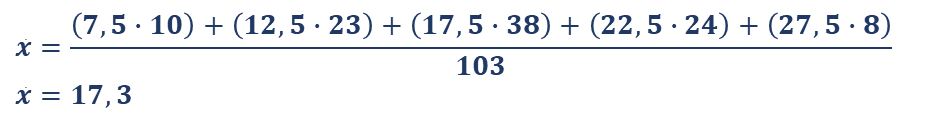 ẋ = (7,5 · 10) + (12,5 · 23) + (17,5 · 38) + (22,5 · 24) + (27,5 · 8)
103
ẋ = 17,3